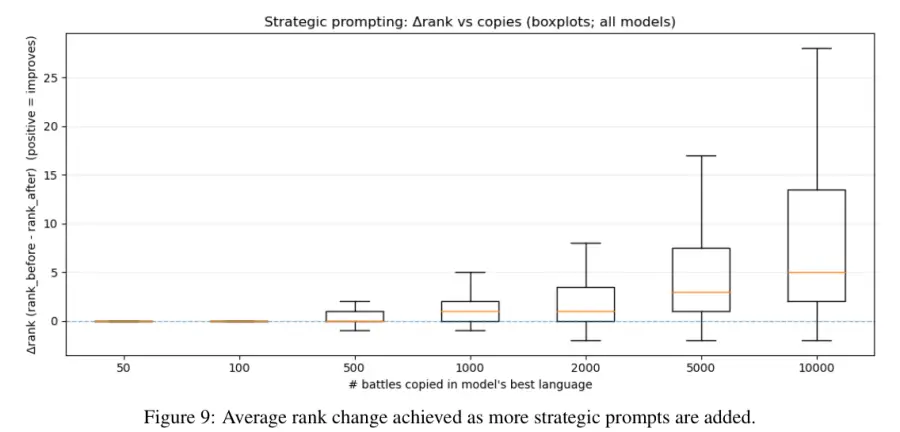 Strategic prompting: Δrank vs copies (boxplots; all models)
Δrank (rank_before - rank_after) (positive = improves)
25
20
15
10
5
0
50 100 500 1000 2000 5000 10000
# battles copied in model's best language
Figure 9: Average rank change achieved as more strategic prompts are added.